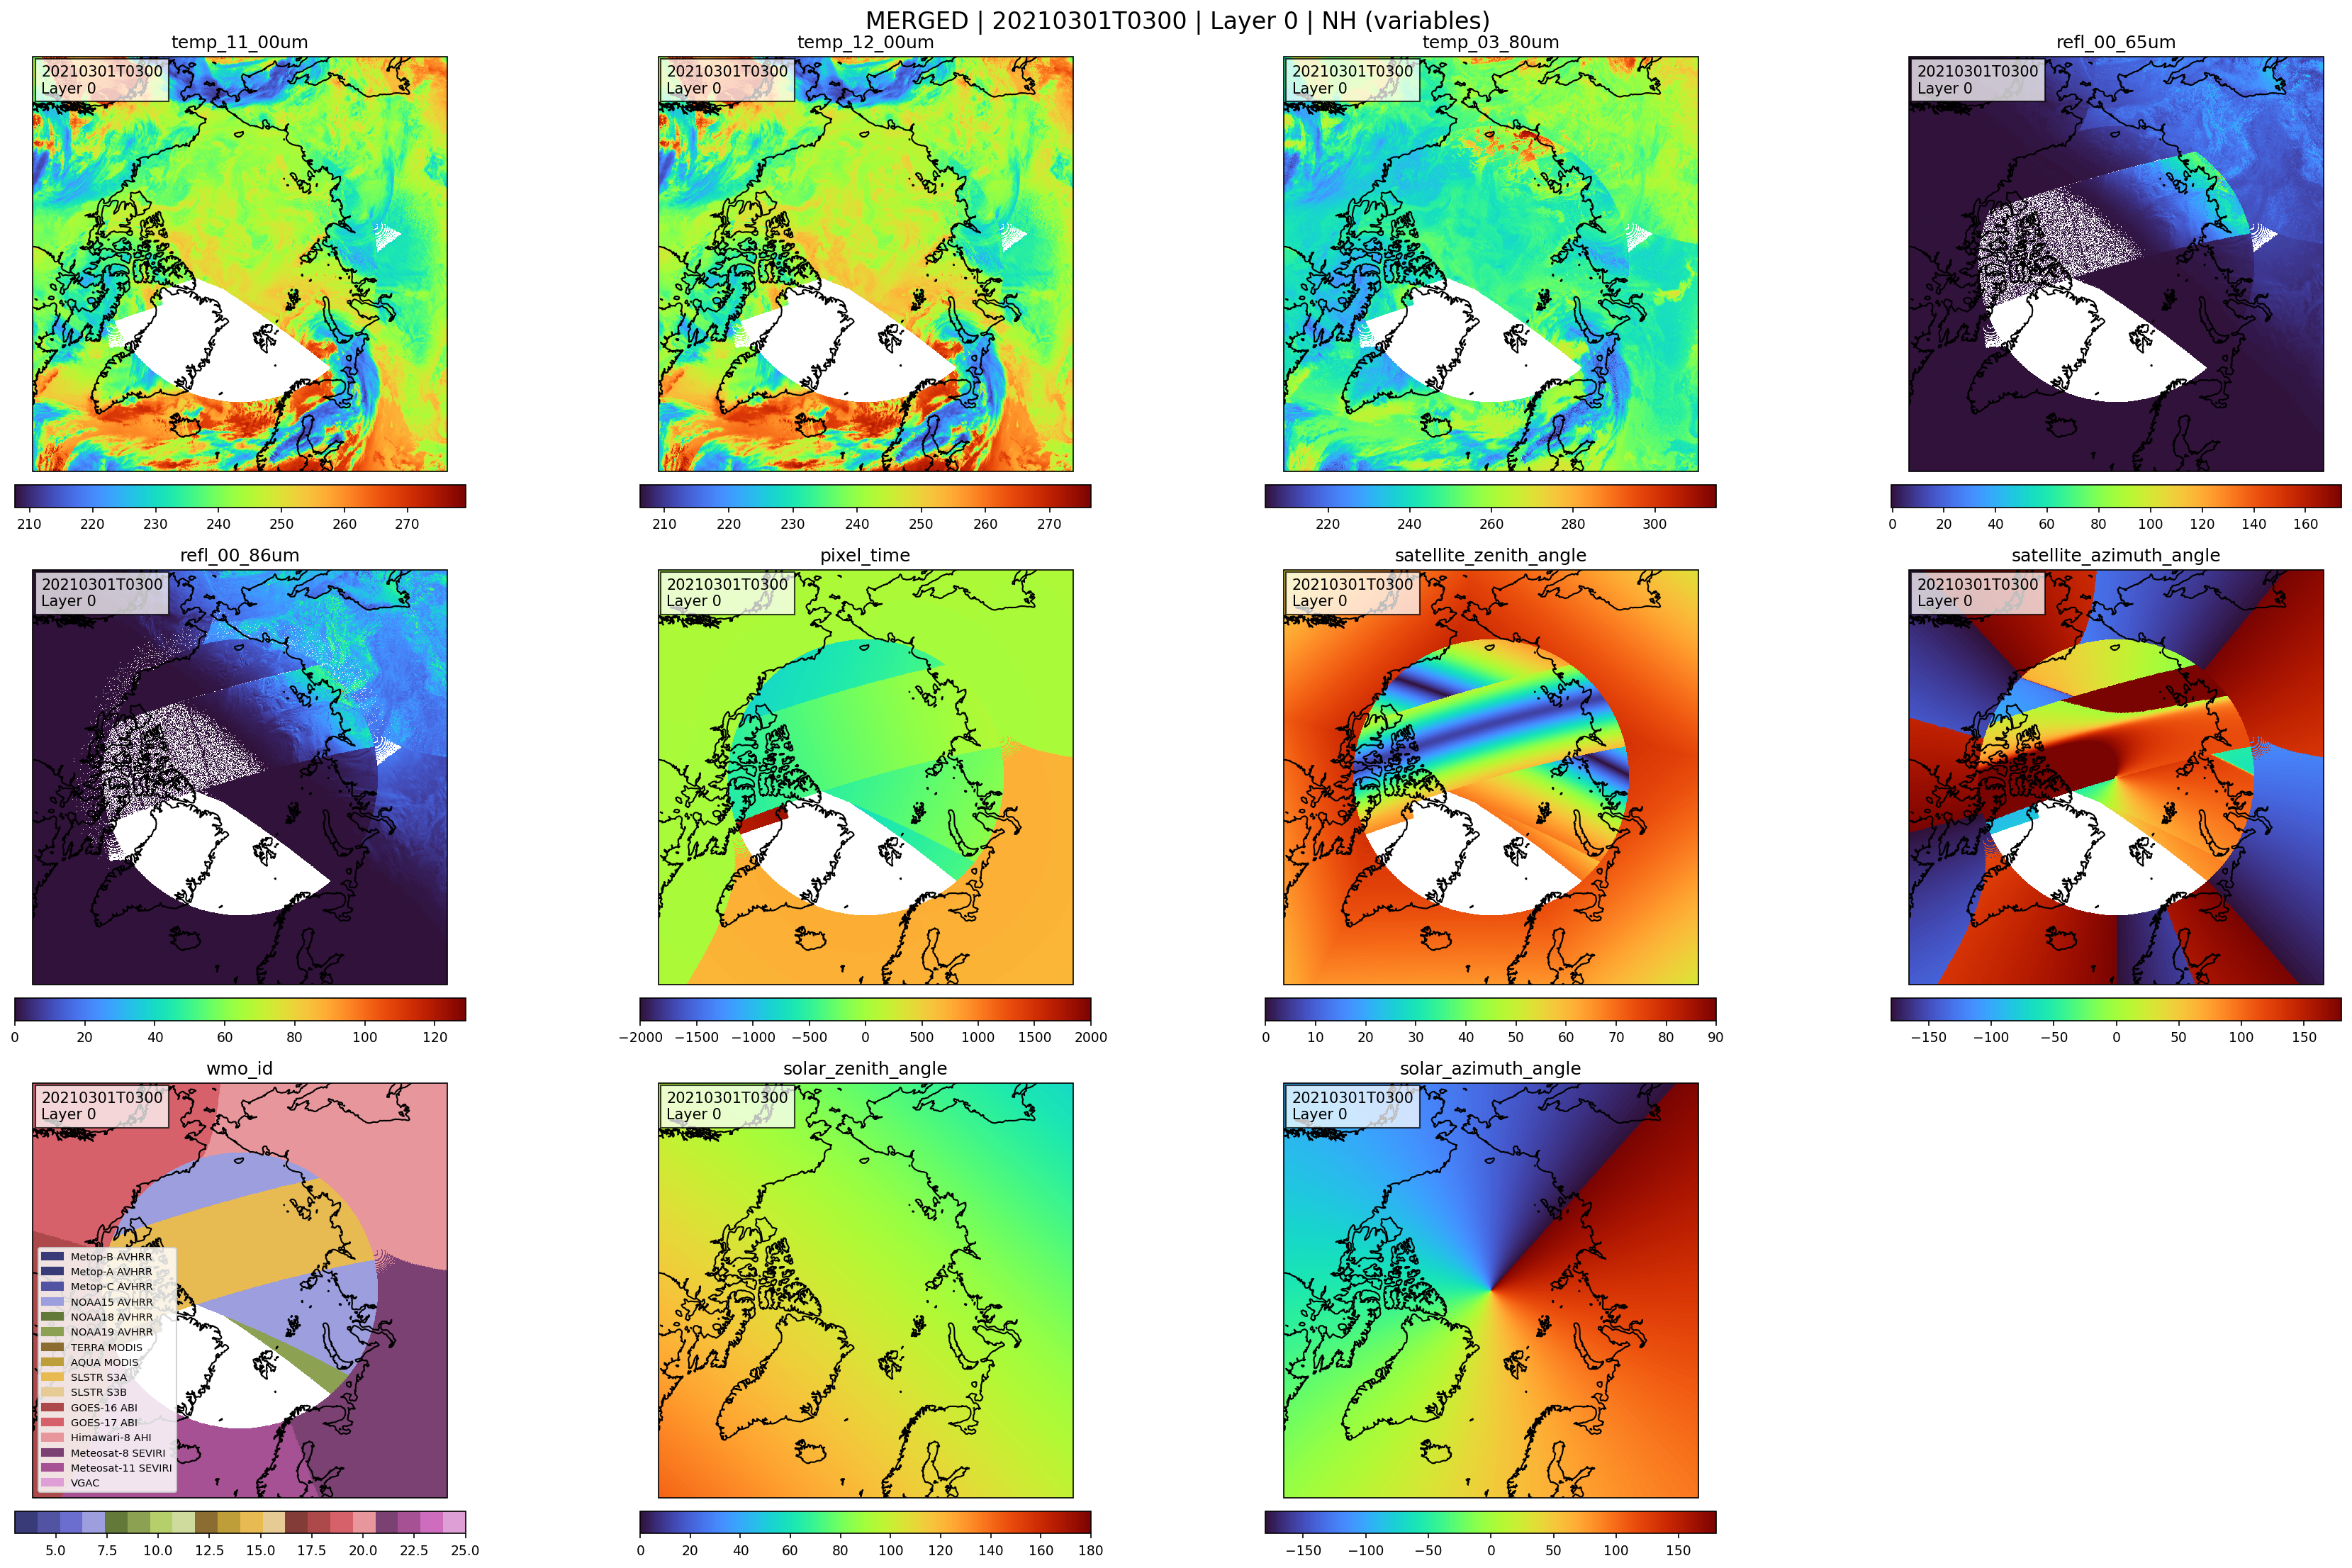 MERGED | 20210301T0300 | Layer 0 | NH (variables)
temp_11_00um
20210301T0300
Layer 0
210 220 230 240 250 260 270
temp_12_00um
20210301T0300
Layer 0
210 220 230 240 250 260 270
temp_03_80um
20210301T0300
Layer 0
220 240 260 280 300
refl_00_65um
20210301T0300
Layer 0
0 20 40 60 80 100 120 140 160
refl_00_86um
20210301T0300
Layer 0
0 20 40 60 80 100 120
pixel_time
20210301T0300
Layer 0
−2000 −1500 −1000 −500 0 500 1000 1500 2000
satellite_zenith_angle
20210301T0300
Layer 0
0 10 20 30 40 50 60 70 80 90
satellite_azimuth_angle
20210301T0300
Layer 0
−150 −100 −50 0 50 100 150
wmo_id
20210301T0300
Layer 0
Metop-B AVHRR
Metop-A AVHRR
Metop-C AVHRR
NOAA15 AVHRR
NOAA18 AVHRR
NOAA19 AVHRR
TERRA MODIS
AQUA MODIS
SLSTR S3A
SLSTR S3B
GOES-16 ABI
GOES-17 ABI
Himawari-8 AHI
Meteosat-8 SEVIRI
Meteosat-11 SEVIRI
VGAC
5.0 7.5 10.0 12.5 15.0 17.5 20.0 22.5 25.0
solar_zenith_angle
20210301T0300
Layer 0
0 20 40 60 80 100 120 140 160 180
solar_azimuth_angle
20210301T0300
Layer 0
−150 −100 −50 0 50 100 150